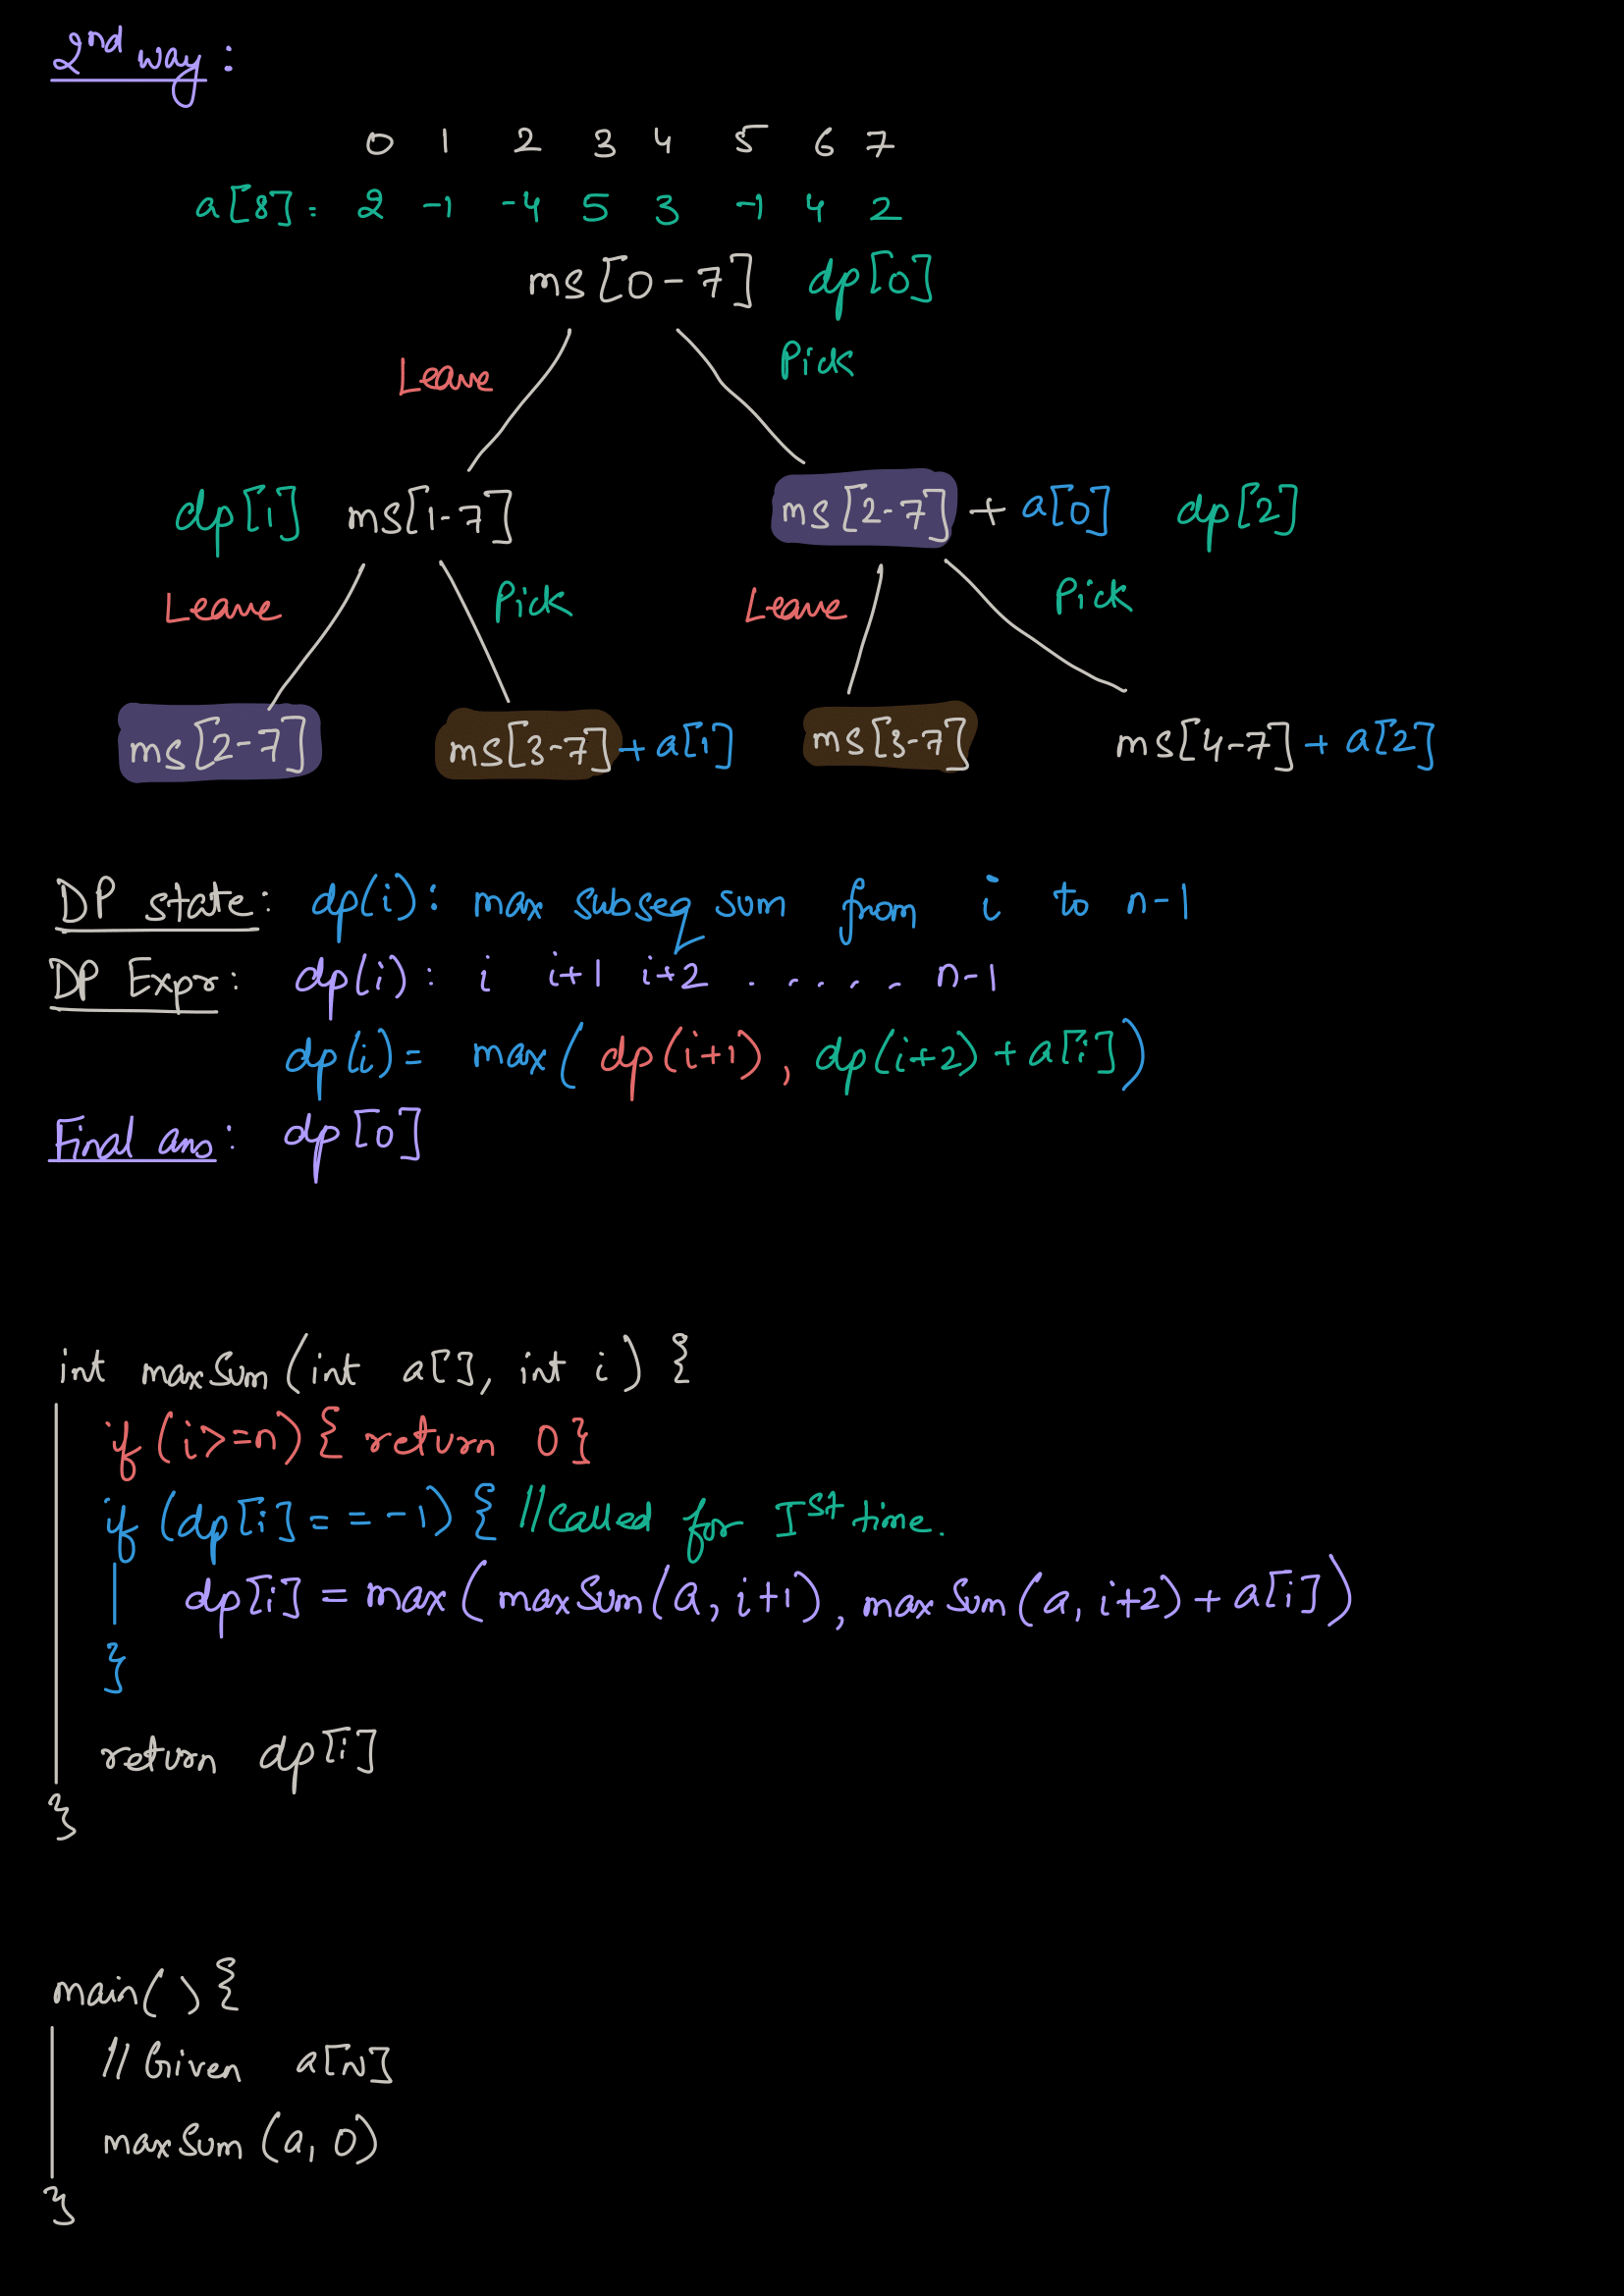 2nd way :
0 1 2 3 4 5 6 7
a[8] : 2 -1 -4 5 3 -1 4 2
ms[0-7] dp[0]
Leave Pick
dp[1] ms[1-7] ms[2-7] + a[0] dp[2]
Leave Pick Leave Pick
ms[2-7] ms[3-7] + a[1] ms[3-7] ms[4-7] + a[2]
DP state : dp(i) : max subseq sum from i to n-1
DP Expr : dp(i) : i i+1 i+2 . . . . . n-1
dp(i) = max( dp(i+1) , dp(i+2) + a[i] )
Final ans : dp[0]
int maxSum (int a[], int i) {
if (i>=n) { return 0 }
if (dp[i] == -1) { //Called for Ist time.
dp[i] = max ( maxSum(a, i+1) , maxSum(a, i+2) + a[i] )
}
return dp[i]
}
main( ) {
// Given a[N]
maxSum (a, 0)
}